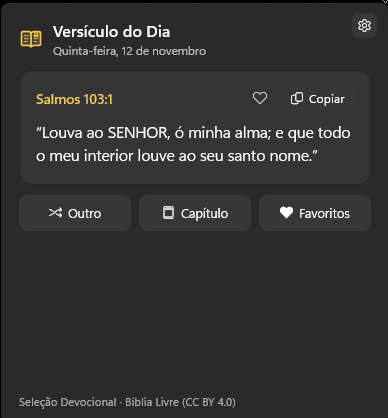 Versículo do Dia
Quinta-feira, 12 de novembro
Salmos 103:1
Copiar
“Louva ao SENHOR, ó minha alma; e que todo
o meu interior louve ao seu santo nome.”
Outro
Capítulo
Favoritos
Seleção Devocional · Bíblia Livre (CC BY 4.0)